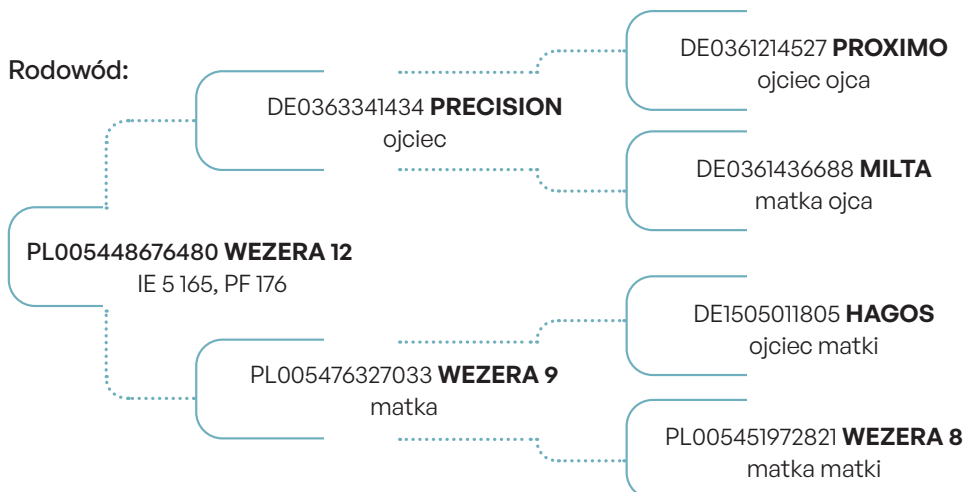 Rodowód:
DE0361214527 PROXIMO
ojciec ojca
DE0363341434 PRECISION
ojciec
DE0361436688 MILTA
matka ojca
PL005448676480 WEZERA 12
IE 5 165, PF 176
DE1505011805 HAGOS
ojciec matki
PL005476327033 WEZERA 9
matka
PL005451972821 WEZERA 8
matka matki